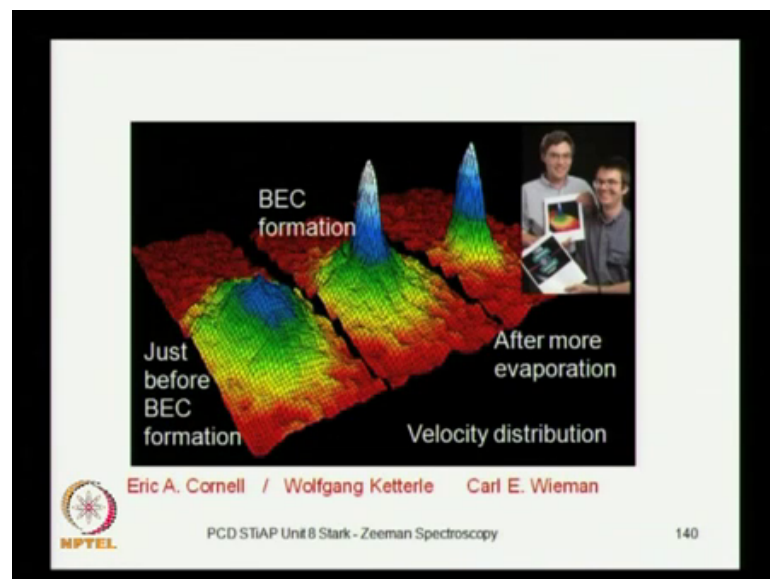 BEC
formation
Just
before
BEC
formation
After more
evaporation
Velocity distribution
Eric A. Cornell / Wolfgang Ketterle Carl E. Wieman
NPTEL
PCD STiAP Unit 8 Stark - Zeeman Spectroscopy
140